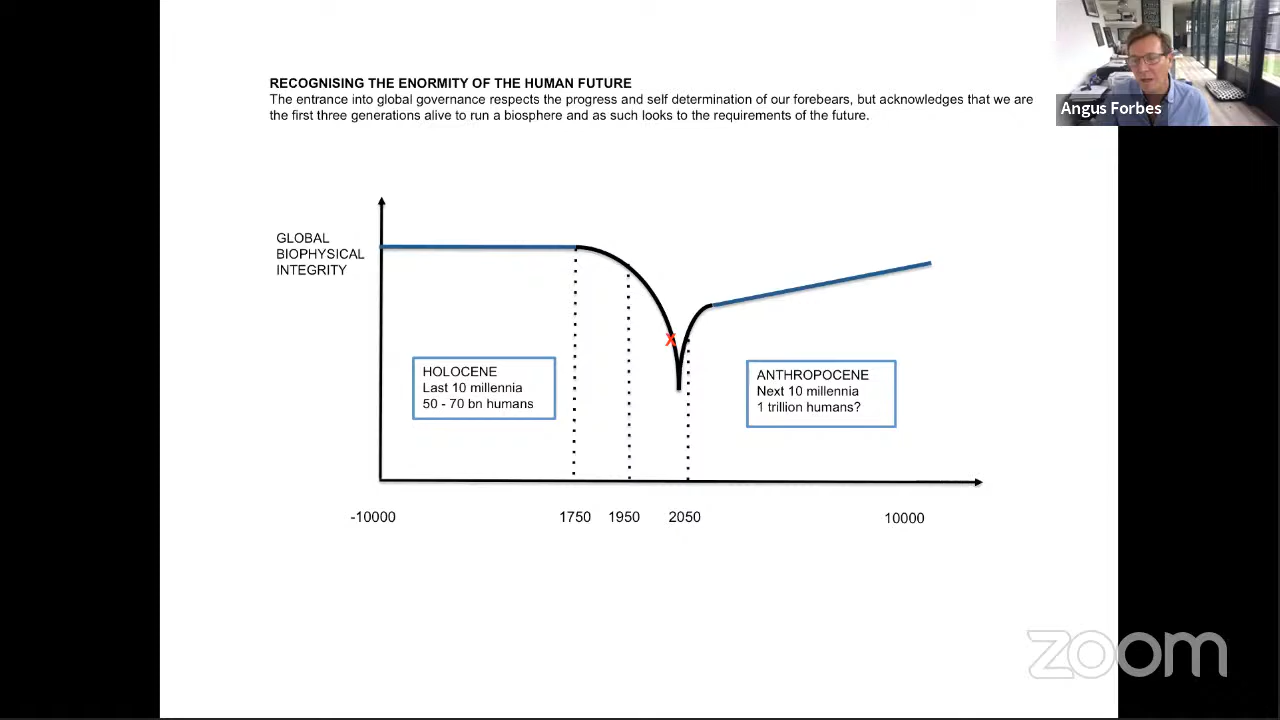 RECOGNISING THE ENORMITY OF THE HUMAN FUTURE
The entrance into global governance respects the progress and self determination of our forebears, but acknowledges that we are
the first three generations alive to run a biosphere and as such looks to the requirements of the future.
Angus Forbes
GLOBAL
BIOPHYSICAL
INTEGRITY
X
HOLOCENE
Last 10 millennia
50 - 70 bn humans
ANTHROPOCENE
Next 10 millennia
1 trillion humans?
-10000
1750
1950
2050
10000
zoom